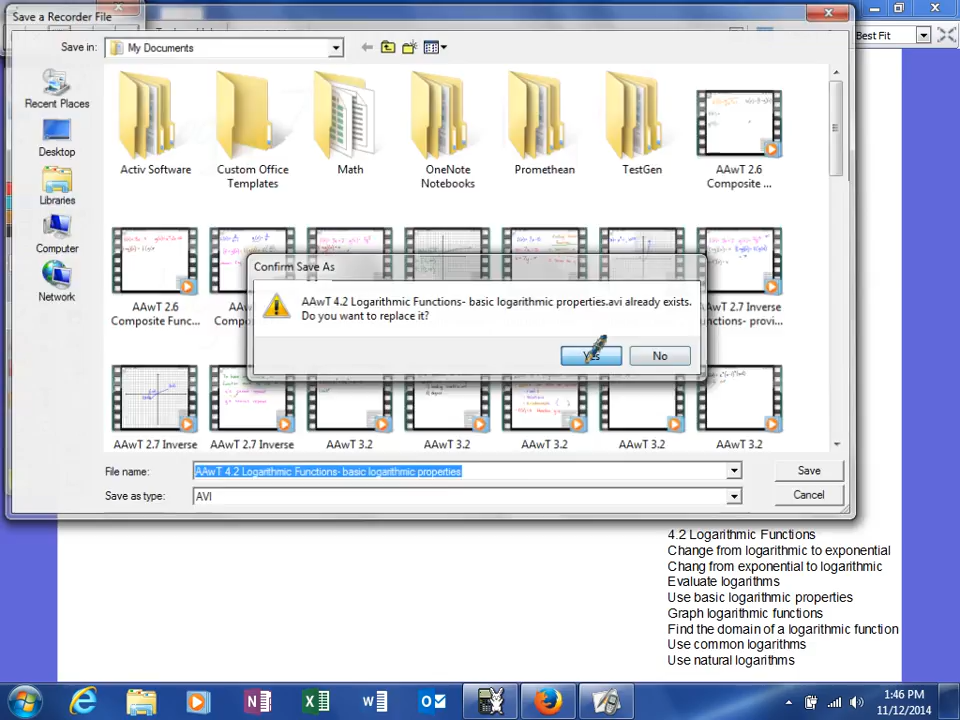 Save a Recorder File
Best Fit
Save in:
My Documents
Recent Places
Desktop
Libraries
Computer
Network
Activ Software
Custom Office
Templates
Math
OneNote
Notebooks
Promethean
TestGen
AAwT 2.6
Composite ...
AAwT 2.6
Composite Func...
AAwT 2.7 Inverse
Functions- provi...
Confirm Save As
AAwT 4.2 Logarithmic Functions- basic logarithmic properties.avi already exists.
Do you want to replace it?
Yes
No
AAwT 2.7 Inverse
AAwT 2.7 Inverse
AAwT 3.2
AAwT 3.2
AAwT 3.2
AAwT 3.2
AAwT 3.2
File name:
AAwT 4.2 Logarithmic Functions- basic logarithmic properties
Save
Save as type:
AVI
Cancel
4.2 Logarithmic Functions
Change from logarithmic to exponential
Chang from exponential to logarithmic
Evaluate logarithms
Use basic logarithmic properties
Graph logarithmic functions
Find the domain of a logarithmic function
Use common logarithms
Use natural logarithms
1:46 PM
11/12/2014